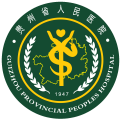 贵州省人民医院
1947
GUIZHOU PROVINCIAL PEOPLE'S HOSPITAL